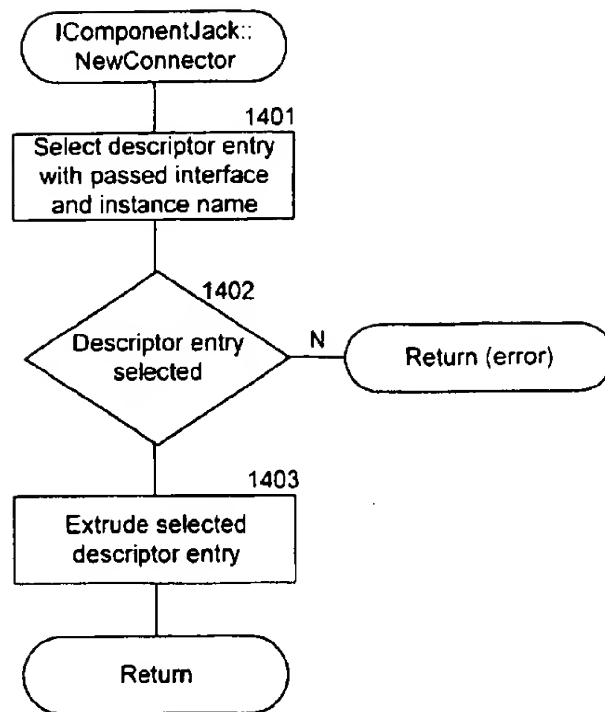 IComponentJack::
NewConnector
1401
Select descriptor entry
with passed interface
and instance name
1402
Descriptor entry
selected
N
Return (error)
1403
Extrude selected
descriptor entry
Return